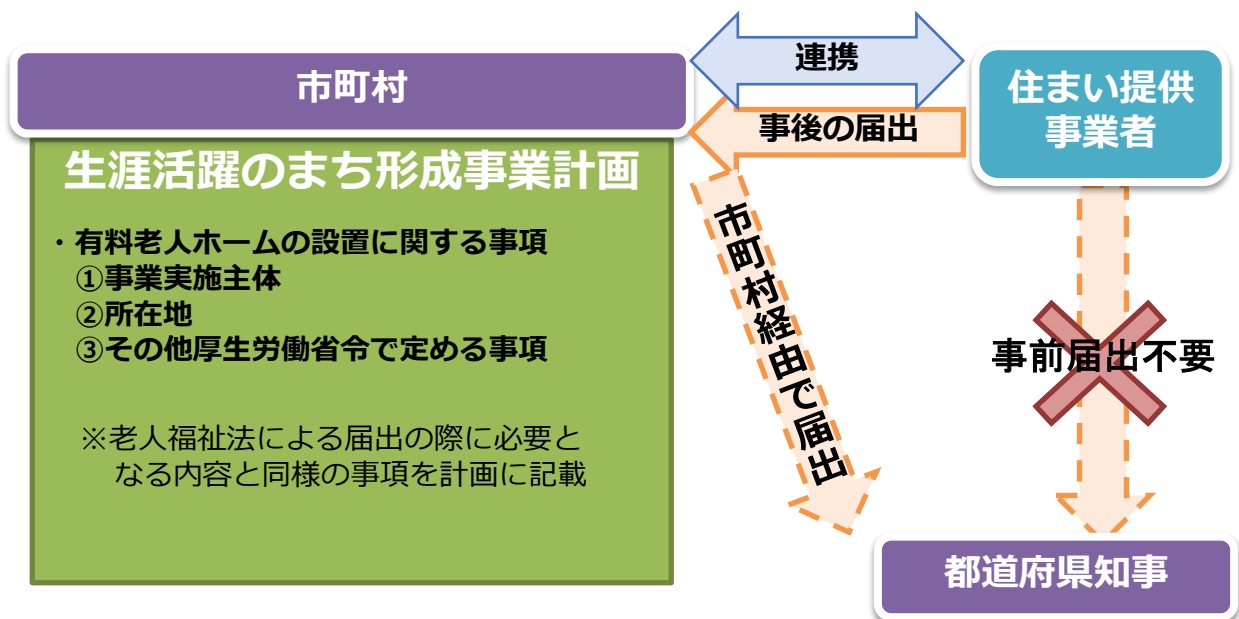 市町村
連携
住まい提供
事業者
事後の届出
生涯活躍のまち形成事業計画
・有料老人ホームの設置に関する事項
①事業実施主体
②所在地
③その他厚生労働省令で定める事項
※老人福祉法による届出の際に必要と
なる内容と同様の事項を計画に記載
市町村経由で届出
事前届出不要
都道府県知事